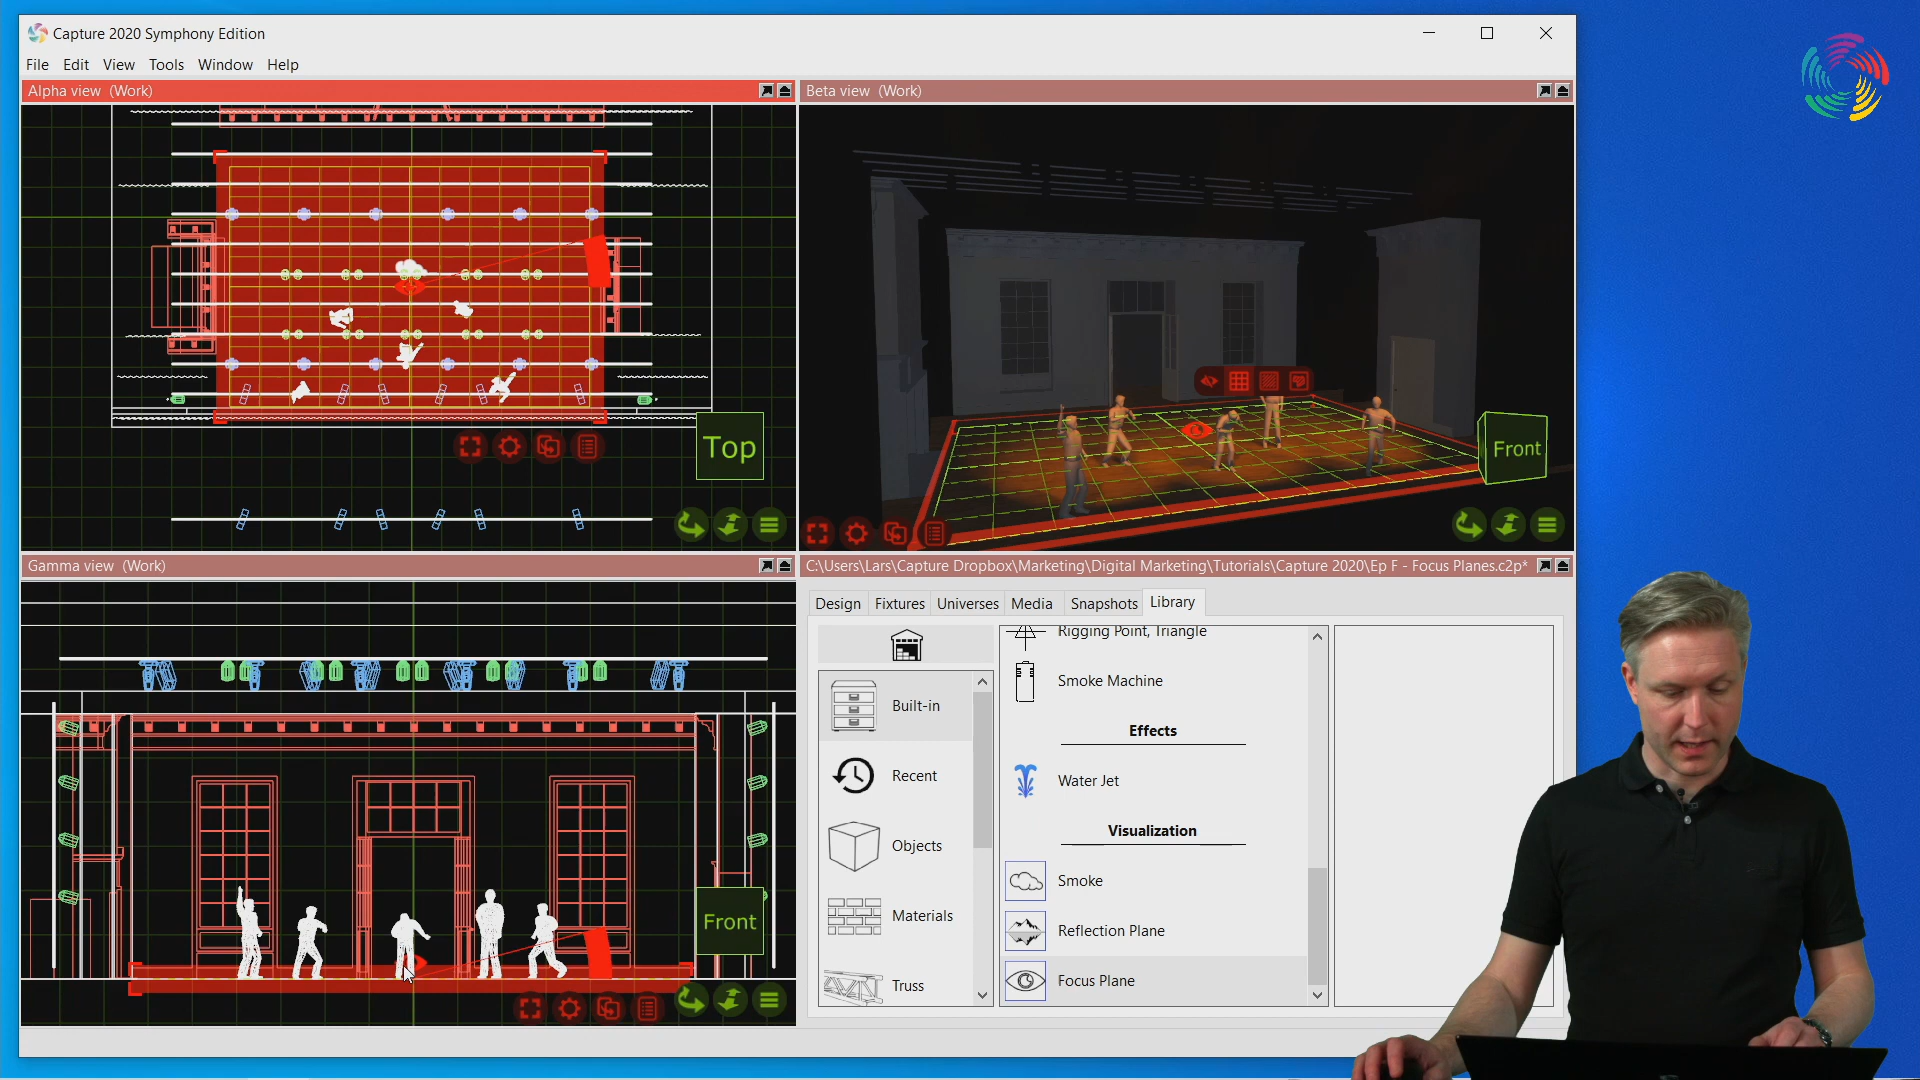 Capture 2020 Symphony Edition
File Edit View Tools Window Help
Alpha view (Work)
Beta view (Work)
Top
Front
Gamma view (Work)
C:\Users\Lars\Capture Dropbox\Marketing\Digital Marketing\Tutorials\Capture 2020\Ep F - Focus Planes.c2p*
Design Fixtures Universes Media Snapshots Library
Rigging Point, Triangle
Smoke Machine
Built-in
Effects
Recent
Water Jet
Visualization
Objects
Smoke
Materials
Front
Reflection Plane
Truss
Focus Plane